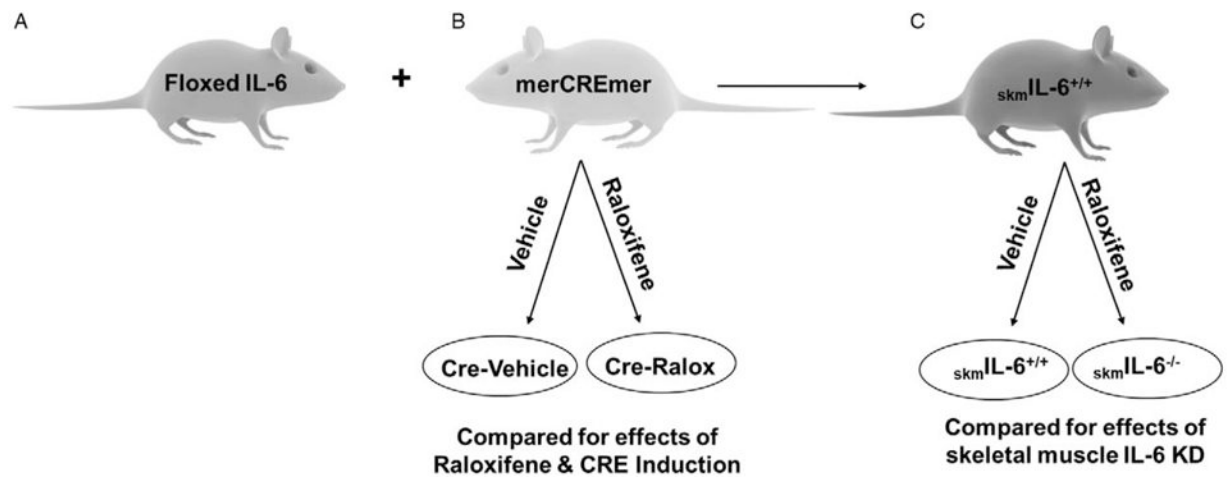 A
B
C
Floxed IL-6
+
merCREmer
skmIL-6+/+
Vehicle
Raloxifene
Vehicle
Raloxifene
Cre-Vehicle
Cre-Ralox
skmIL-6+/+
skmIL-6-/-
Compared for effects of
Raloxifene & CRE Induction
Compared for effects of
skeletal muscle IL-6 KD